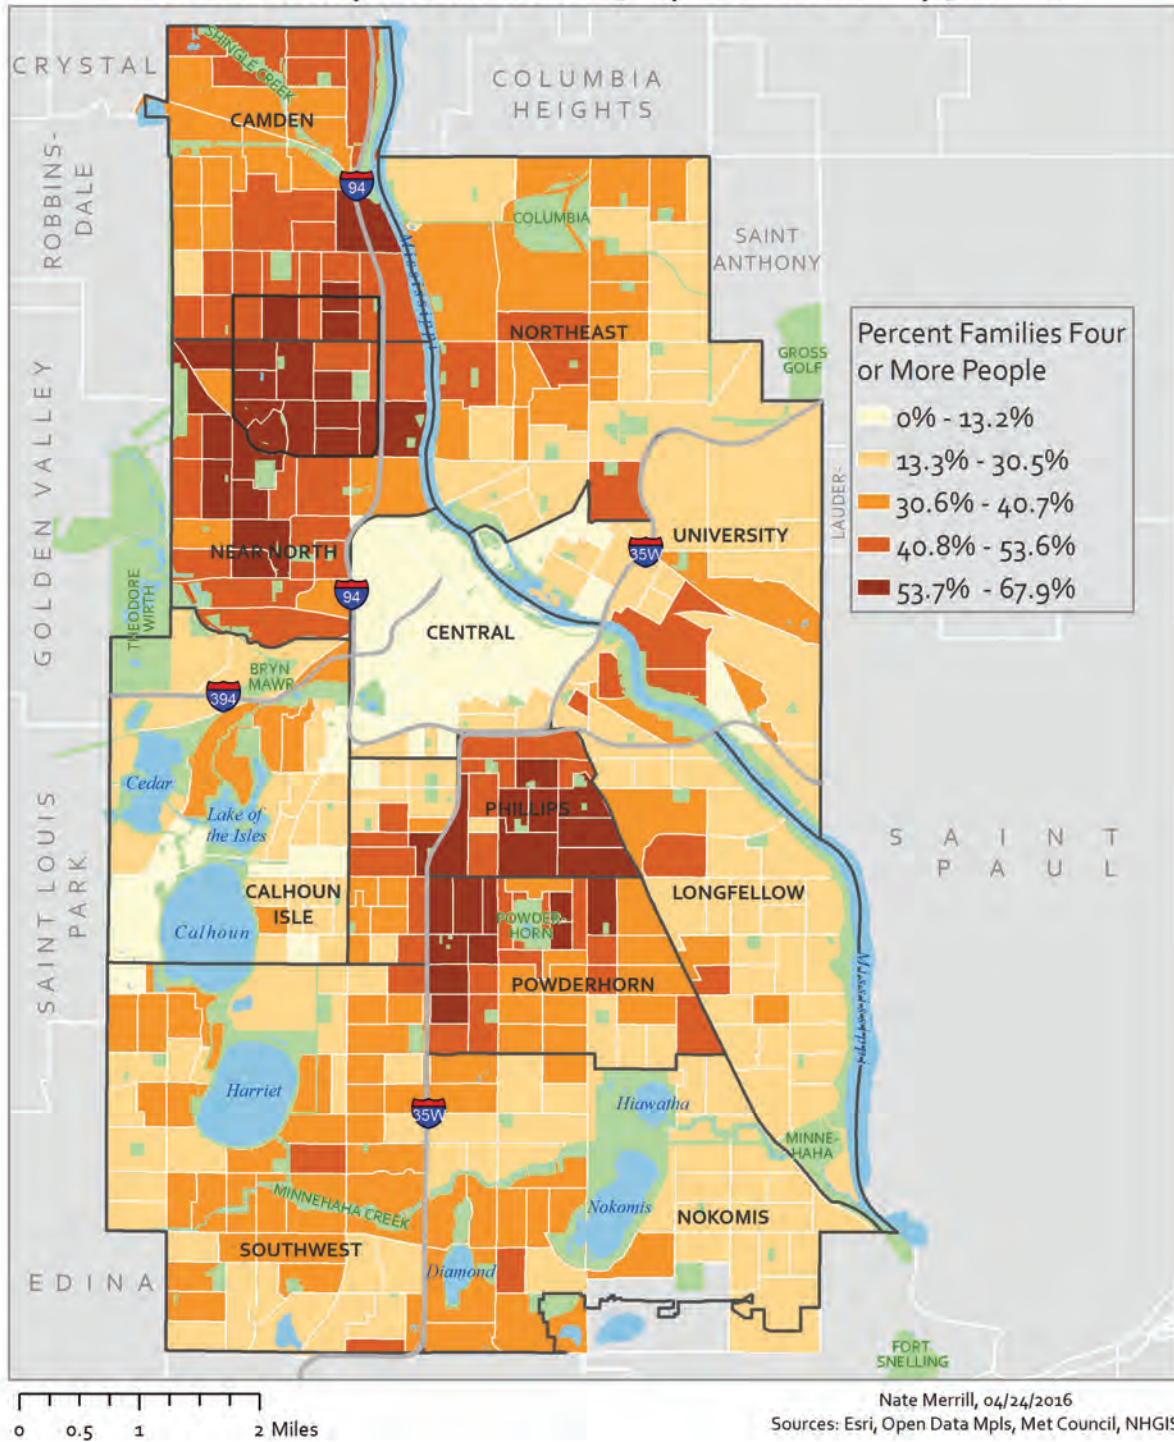 CRYSTAL
SHINGLE CREEK
COLUMBIA
HEIGHTS
CAMDEN
ROBBINS-
DALE
94
COLUMBIA
SAINT
ANTHONY
Mississippi
NORTHEAST
GROSS
GOLF
Percent Families Four
or More People
0% - 13.2%
13.3% - 30.5%
30.6% - 40.7%
40.8% - 53.6%
53.7% - 67.9%
GOLDEN VALLEY
LAUDER-
UNIVERSITY
35W
NEAR NORTH
94
THEODORE
WIRTH
CENTRAL
BRYN
MAWR
394
Cedar
Lake of
the Isles
PHILLIPS
SAINT LOUIS
PARK
SAINT
PAUL
CALHOUN
ISLE
LONGFELLOW
Calhoun
POWDER-
HORN
POWDERHORN
Mississippi
Harriet
35W
Hiawatha
MINNE-
HAHA
MINNEHAHA CREEK
Nokomis
NOKOMIS
SOUTHWEST
EDINA
Diamond
FORT
SNELLING
0 0.5 1 2 Miles
Nate Merrill, 04/24/2016
Sources: Esri, Open Data Mpls, Met Council, NHGIS